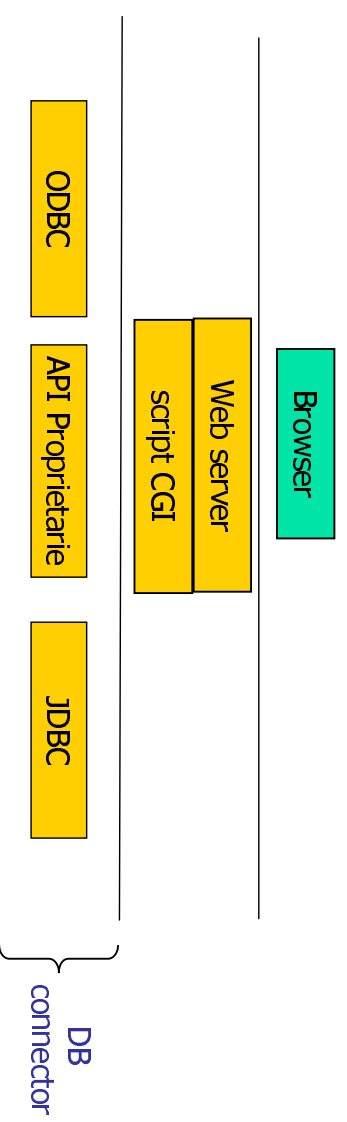 Browser
Web server
script CGI
ODBC
API Proprietarie
JDBC
DB
connector